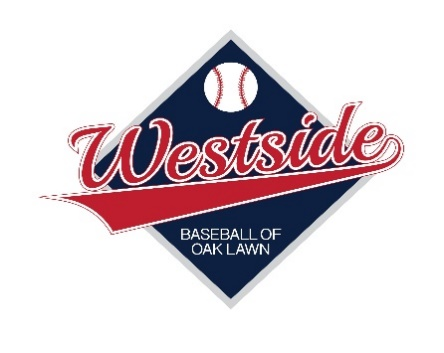 Westside
BASEBALL OF
OAK LAWN